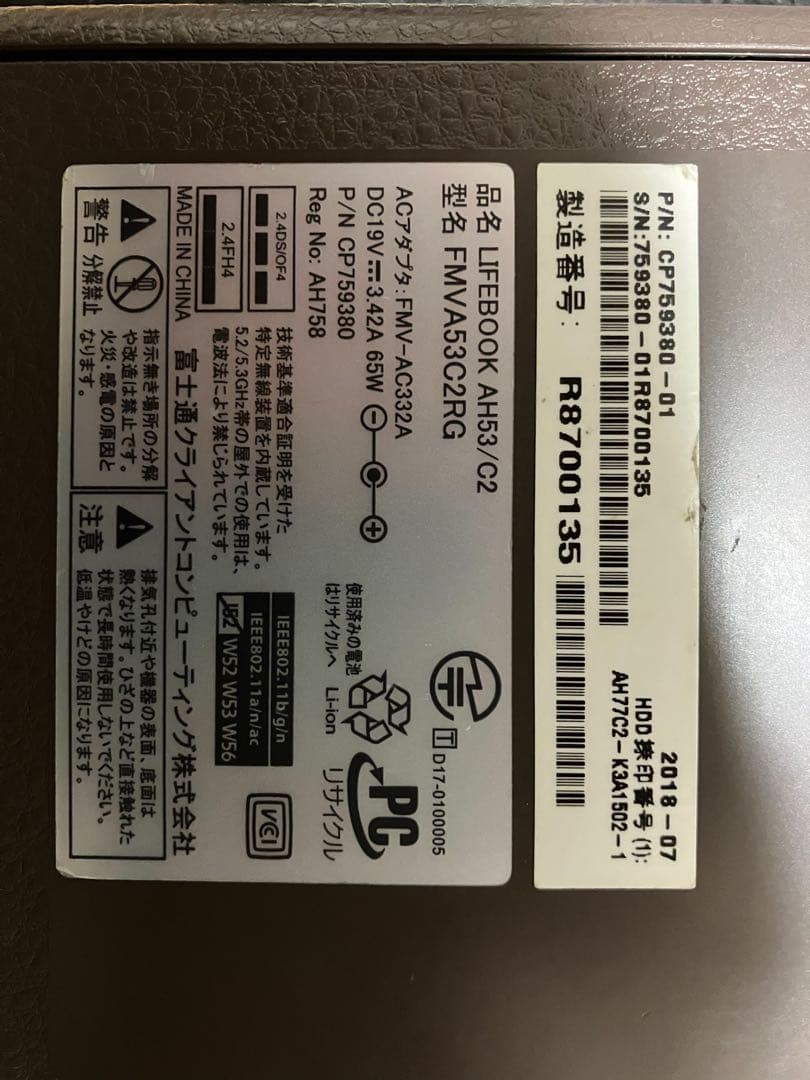 P/N: CP759380-01
S/N:759380-01R8700135
製造番号: R8700135
2018-07
HDD捺印番号(1):
AH77C2-K3A1502-1
品名 LIFEBOOK AH53/C2
型名 FMVA53C2RG
ACアダプタ:FMV-AC332A
DC19V 3.42A 65W
P/N CP759380
Reg No: AH758
T D17-0100005
使用済みの電池
はリサイクルへ
Li-ion
PC
リサイクル
2.4DS/OF4
2.4FH4
技術基準適合証明を受けた
特定無線装置を内蔵しています。
5.2/5.3GHz帯の屋外での使用は、
電波法により禁じられています。
IEEE802.11b/g/n
IEEE802.11a/n/ac
J52 W52 W53 W56
VCI
MADE IN CHINA
富士通クライアントコンピューティング株式会社
警告
分解禁止
指示無き場所の分解
や改造は禁止です。
火災・感電の原因と
なります。
注意
排気孔付近や機器の表面、底面は
熱くなります。ひざの上など直接触れた
状態で長時間使用しないでください。
低温やけどの原因になります。